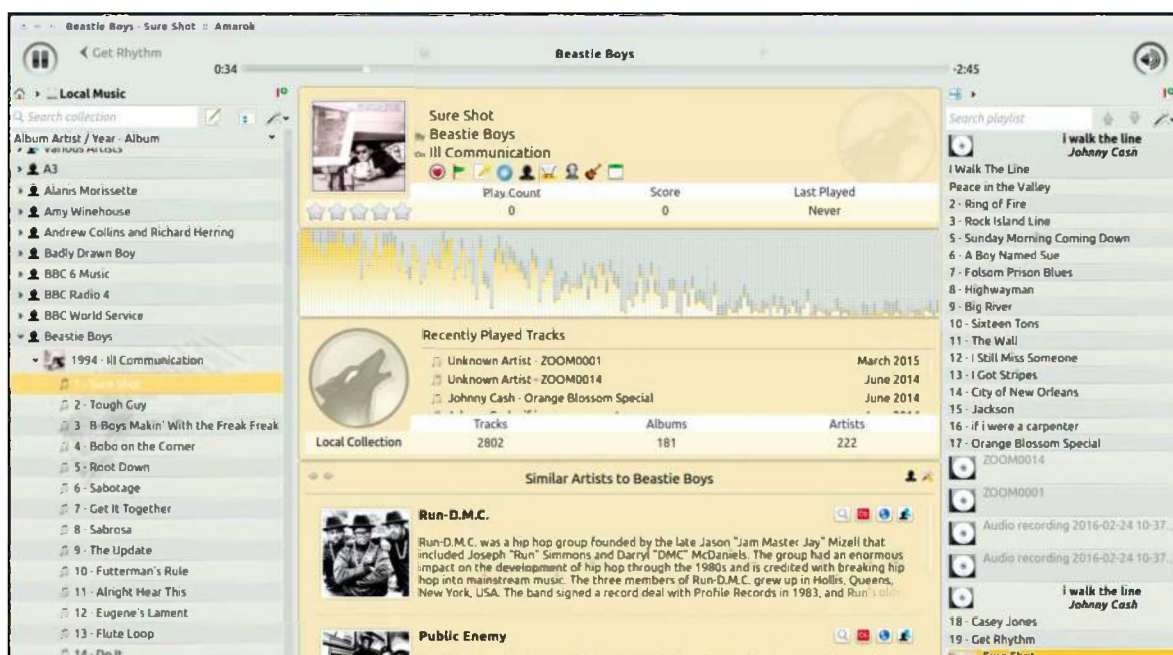 Beastie Boys - Sure Shot :: Amarok
Get Rhythm
Beastie Boys
0:34
-2:45
Local Music
Search collection
Album Artist / Year - Album
Various Artists
A3
Alanis Morissette
Amy Winehouse
Andrew Collins and Richard Herring
Badly Drawn Boy
BBC 6 Music
BBC Radio 4
BBC World Service
Beastie Boys
1994 - Ill Communication
1 - Sure Shot
2 - Tough Guy
3 - B-Boys Makin' With the Freak Freak
4 - Bobo on the Corner
5 - Root Down
6 - Sabotage
7 - Get It Together
8 - Sabrosa
9 - The Update
10 - Futterman's Rule
11 - Alright Hear This
12 - Eugene's Lament
13 - Flute Loop
14 - Do It
Sure Shot
Beastie Boys
Ill Communication
Play Count
Score
Last Played
0
0
Never
Recently Played Tracks
Unknown Artist - ZOOM0001
March 2015
Unknown Artist - ZOOM0014
June 2014
Johnny Cash - Orange Blossom Special
June 2014
Tracks
Albums
Artists
Local Collection
2802
181
222
Similar Artists to Beastie Boys
Run-D.M.C.
Run-D.M.C. was a hip hop group founded by the late Jason "Jam Master Jay" Mizell that
included Joseph "Run" Simmons and Darryl "DMC" McDaniels. The group had an enormous
impact on the development of hip hop through the 1980s and is credited with breaking hip
hop into mainstream music. The three members of Run-D.M.C. grew up in Hollis, Queens,
New York, USA. The band signed a record deal with Profile Records in 1983, and Run's
Public Enemy
Search playlist
i walk the line
Johnny Cash
I Walk The Line
Peace in the Valley
2 - Ring of Fire
3 - Rock Island Line
5 - Sunday Morning Coming Down
6 - A Boy Named Sue
7 - Folsom Prison Blues
8 - Highwayman
9 - Big River
10 - Sixteen Tons
11 - The Wall
12 - I Still Miss Someone
13 - I Got Stripes
14 - City of New Orleans
15 - Jackson
16 - if i were a carpenter
17 - Orange Blossom Special
ZOOM0014
ZOOM0001
Audio recording 2016-02-24 10-37...
Audio recording 2016-02-24 10-37...
i walk the line
Johnny Cash
18 - Casey Jones
19 - Get Rhythm
Sure Shot